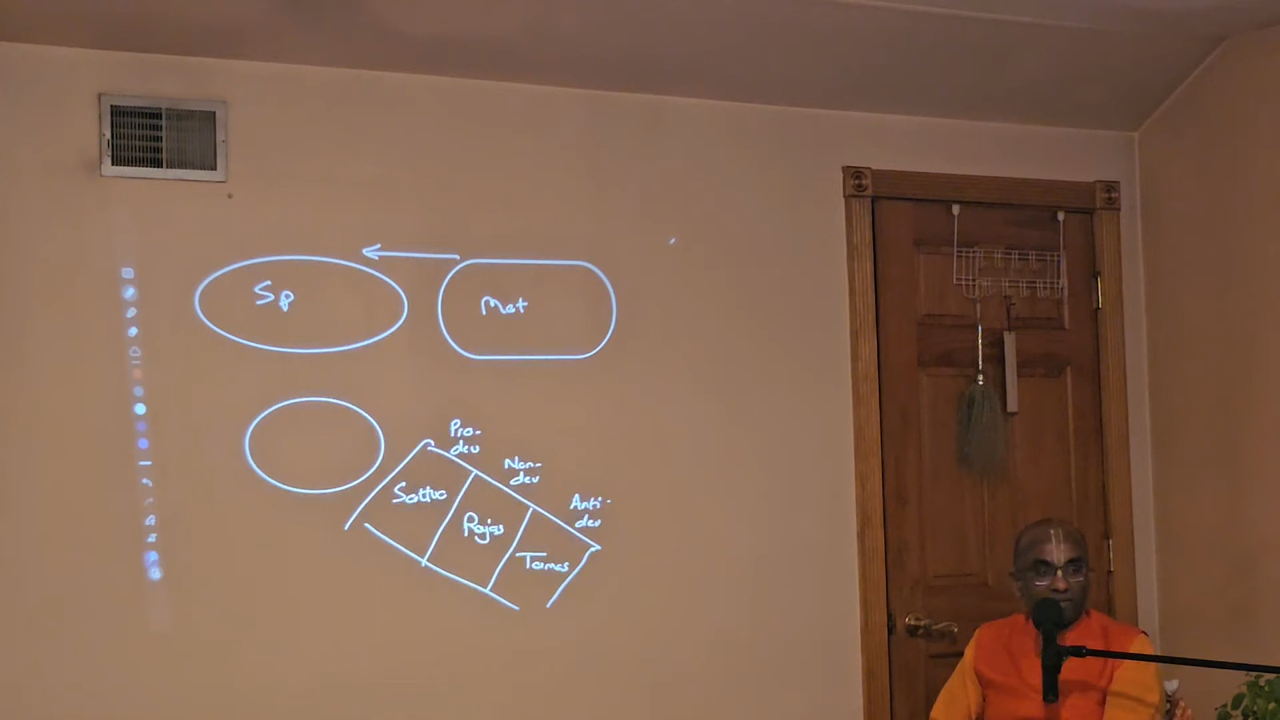 Sp
Mat
Pro-
dev
Non-
dev
Anti-
dev
Sattva
Rajas
Tamas